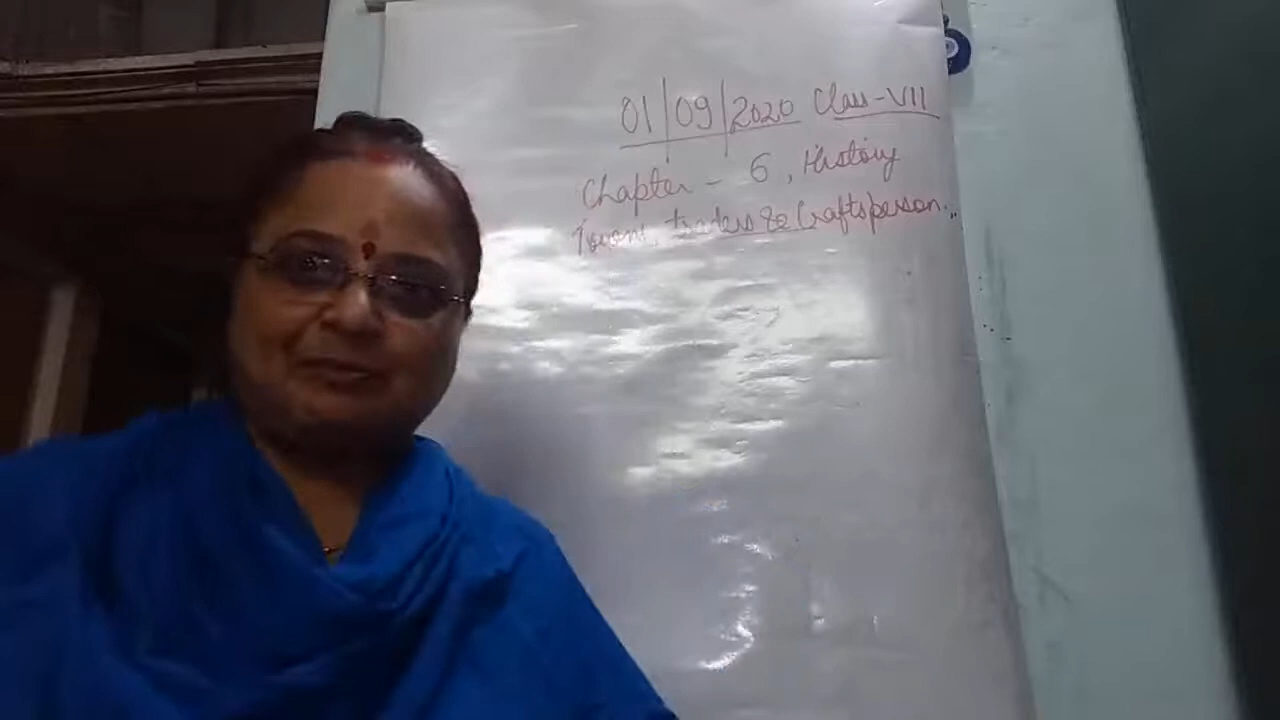 01/09/2020 Class-VII
Chapter - 6, History
Towns, traders & Craftsperson..